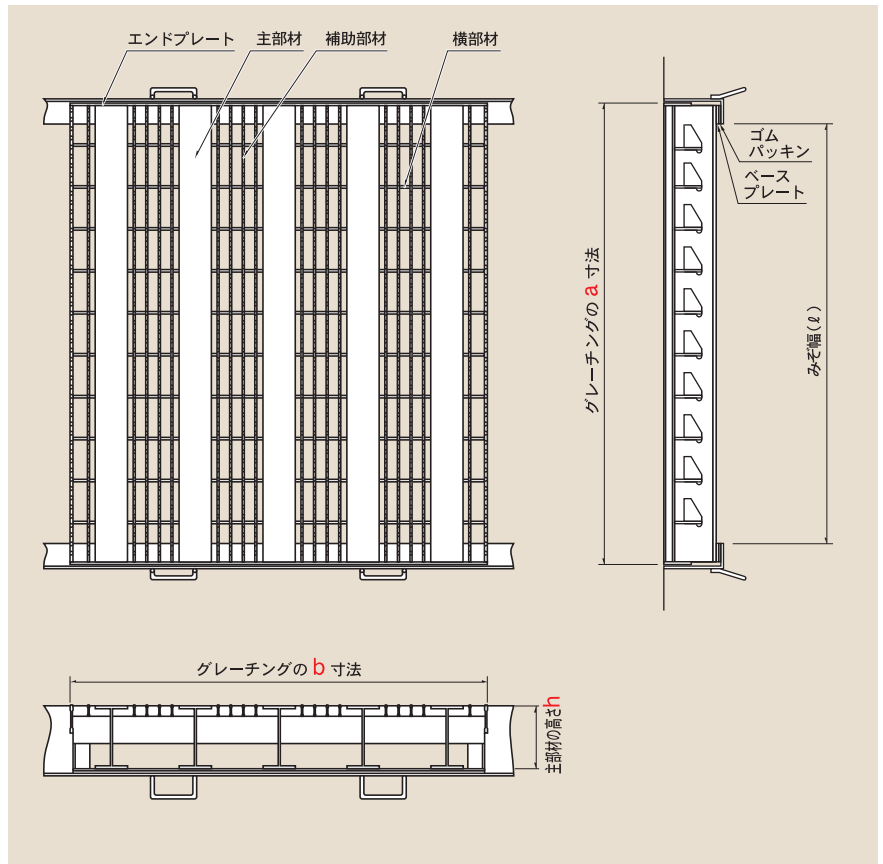 エンドプレート
主部材
補助部材
横部材
ゴム
パッキン
ベース
プレート
グレーチングの a 寸法
みぞ幅(ℓ)
グレーチングの b 寸法
主部材の高さh